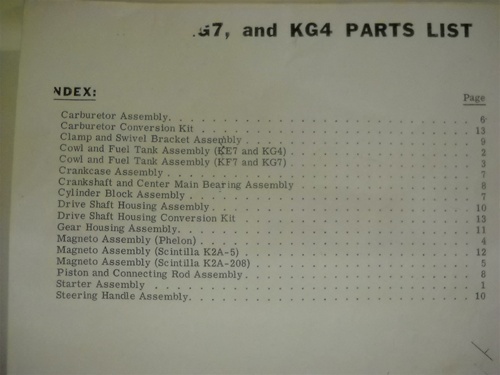 .G7, and KG4 PARTS LIST
NDEX:
Page
Carburetor Assembly. . . . . . . . . . . . . . . . . . . . . . . . . . 6
Carburetor Conversion Kit . . . . . . . . . . . . . . . . . . . . . . . 13
Clamp and Swivel Bracket Assembly . . . . . . . . . . . . . . . . . . . 9
Cowl and Fuel Tank Assembly (KE7 and KG4) . . . . . . . . . . . . . . . 2
Cowl and Fuel Tank Assembly (KF7 and KG7) . . . . . . . . . . . . . . . 3
Crankcase Assembly . . . . . . . . . . . . . . . . . . . . . . . . . . 7
Crankshaft and Center Main Bearing Assembly . . . . . . . . . . . . . . 8
Cylinder Block Assembly . . . . . . . . . . . . . . . . . . . . . . . . 7
Drive Shaft Housing Assembly . . . . . . . . . . . . . . . . . . . . . 10
Drive Shaft Housing Conversion Kit . . . . . . . . . . . . . . . . . . 13
Gear Housing Assembly. . . . . . . . . . . . . . . . . . . . . . . . . 11
Magneto Assembly (Phelon) . . . . . . . . . . . . . . . . . . . . . . . 4
Magneto Assembly (Scintilla K2A-5) . . . . . . . . . . . . . . . . . . 12
Magneto Assembly (Scintilla K2A-208) . . . . . . . . . . . . . . . . . 5
Piston and Connecting Rod Assembly . . . . . . . . . . . . . . . . . . 8
Starter Assembly . . . . . . . . . . . . . . . . . . . . . . . . . . . 1
Steering Handle Assembly. . . . . . . . . . . . . . . . . . . . . . . . 10